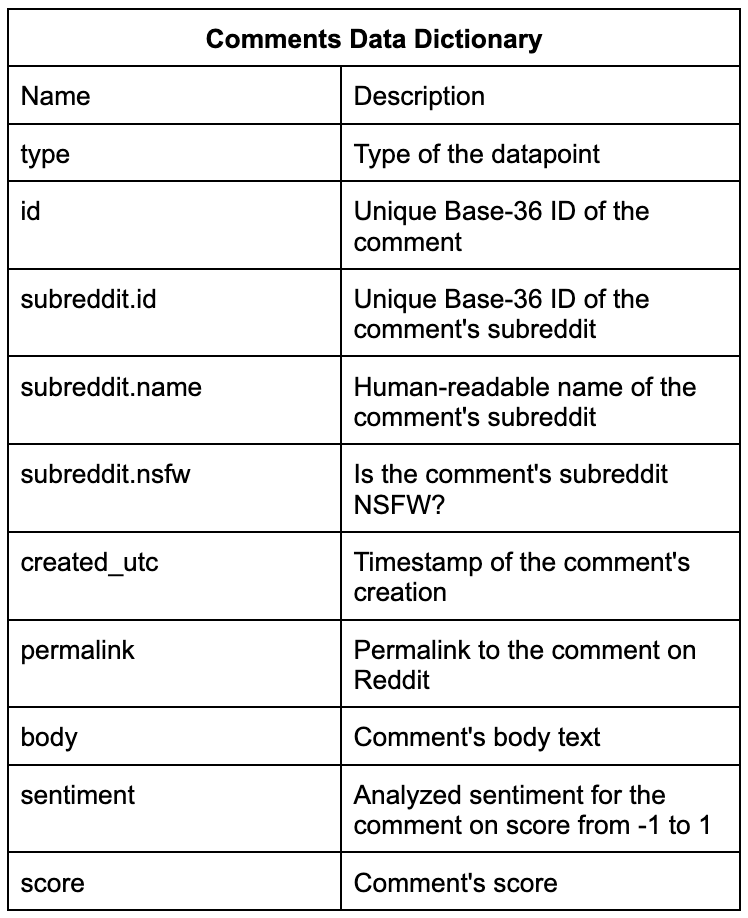 Comments Data Dictionary
Name
Description
type
Type of the datapoint
id
Unique Base-36 ID of the
comment
subreddit.id
Unique Base-36 ID of the
comment's subreddit
subreddit.name
Human-readable name of the
comment's subreddit
subreddit.nsfw
Is the comment's subreddit
NSFW?
created_utc
Timestamp of the comment's
creation
permalink
Permalink to the comment on
Reddit
body
Comment's body text
sentiment
Analyzed sentiment for the
comment on score from -1 to 1
score
Comment's score